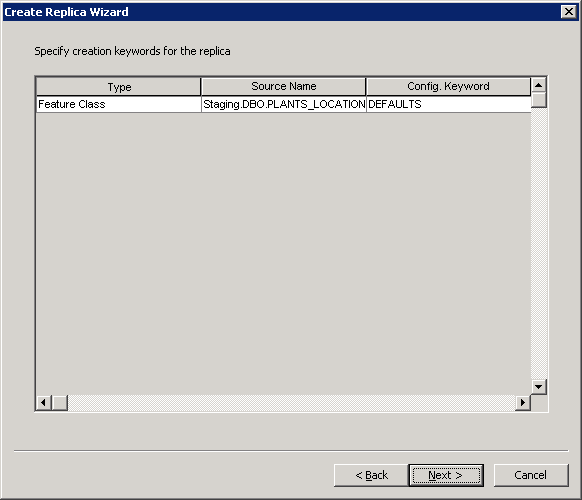 Create Replica Wizard
Specify creation keywords for the replica
Type Source Name Config. Keyword
Feature Class Staging.DBO.PLANTS_LOCATION DEFAULTS
< Back Next > Cancel